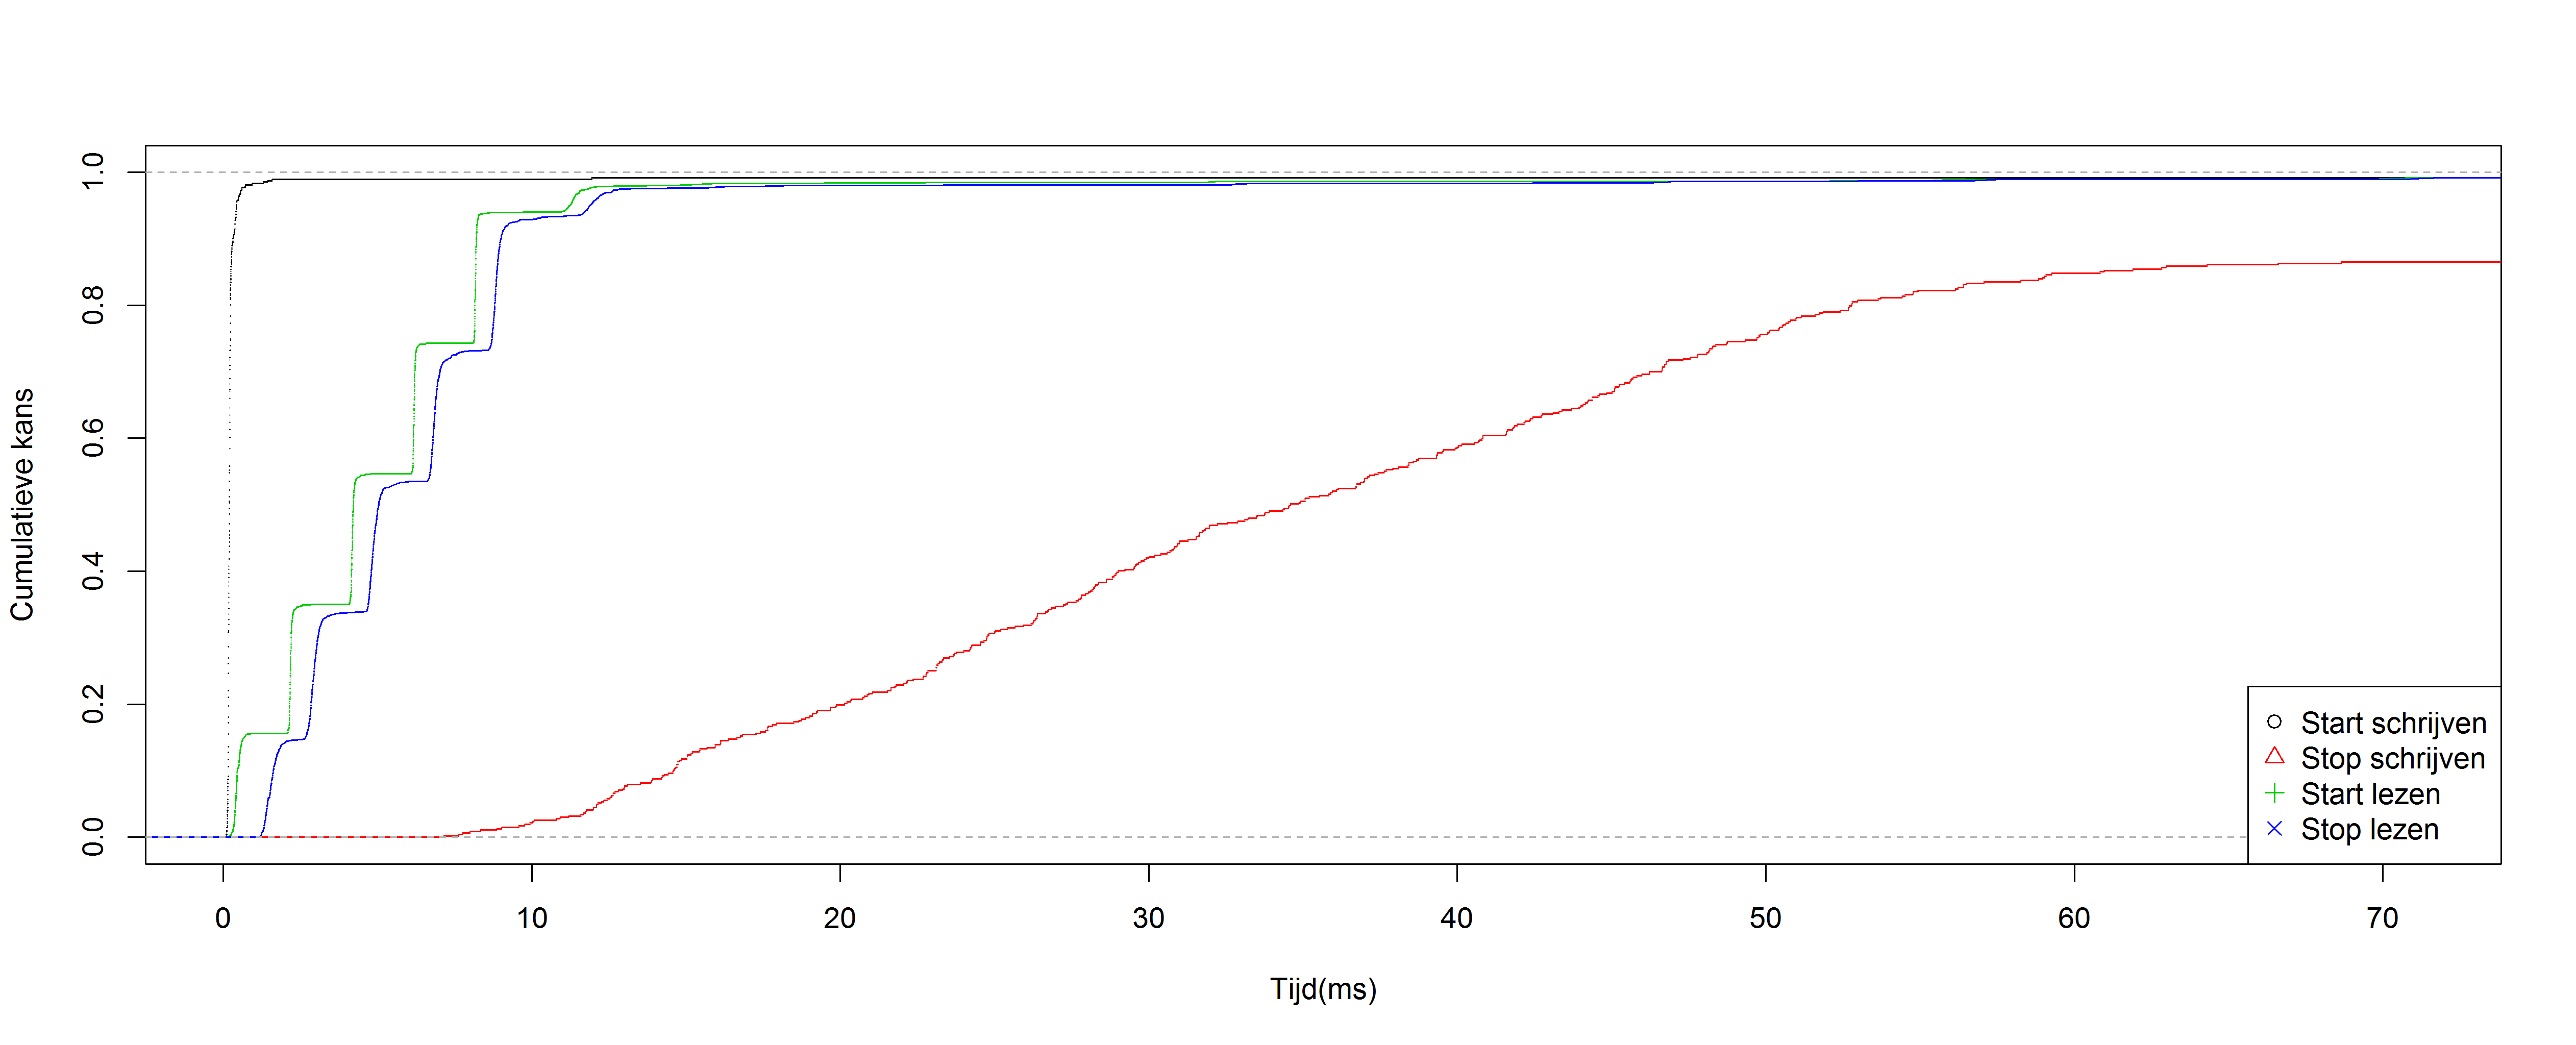 Cumulatieve kans
1.0
0.8
0.6
0.4
0.2
0.0
Start schrijven
Stop schrijven
Start lezen
Stop lezen
0 10 20 30 40 50 60 70
Tijd(ms)